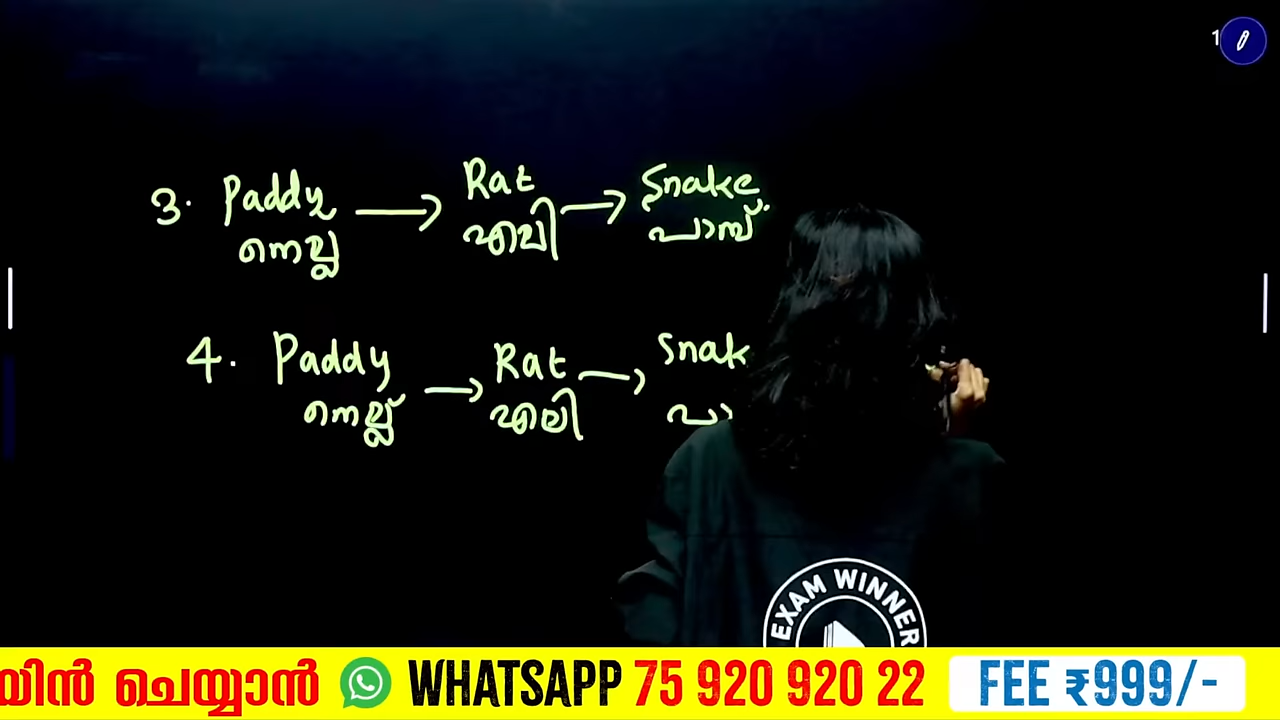 1
3. Paddy → Rat → Snake.
നെല്ല് എലി പാമ്പ്
4. Paddy → Rat → Snak
നെല്ല് എലി പാ
EXAM WINNER
യിൻ ചെയ്യാൻ WHATSAPP 75 920 920 22 FEE ₹999/-